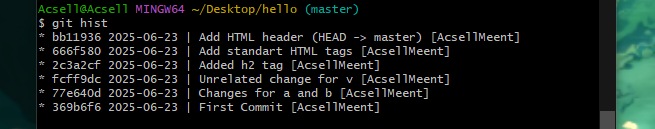 Acsell@Acsell MINGW64 ~/Desktop/hello (master)
$ git hist
* bb11936 2025-06-23 | Add HTML header (HEAD -> master) [AcsellMeent]
* 666f580 2025-06-23 | Add standart HTML tags [AcsellMeent]
* 2c3a2cf 2025-06-23 | Added h2 tag [AcsellMeent]
* fcff9dc 2025-06-23 | Unrelated change for v [AcsellMeent]
* 77e640d 2025-06-23 | Changes for a and b [AcsellMeent]
* 369b6f6 2025-06-23 | First Commit [AcsellMeent]